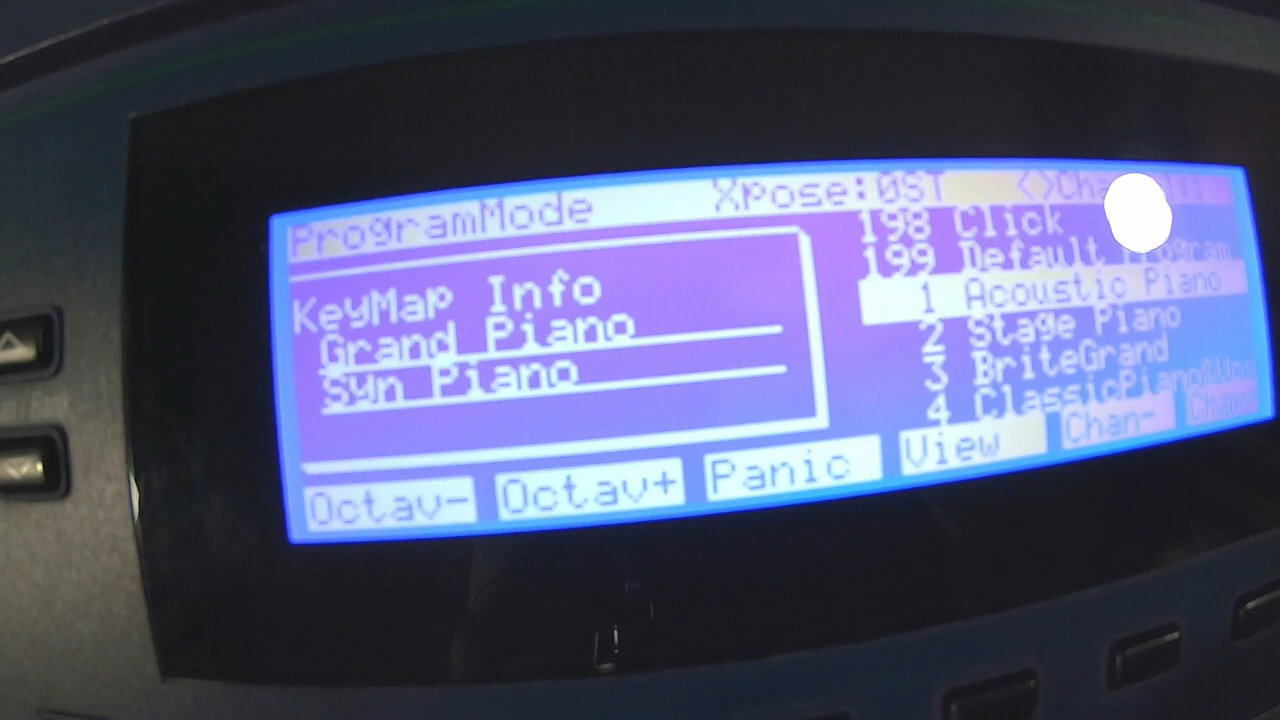 ProgramMode Xpose:0ST
198 Click
199 Default Program
KeyMap Info
1 Acoustic Piano
Grand Piano
2 Stage Piano
Syn Piano
3 BriteGrand
4
Octav- Octav+ Panic View Chan-